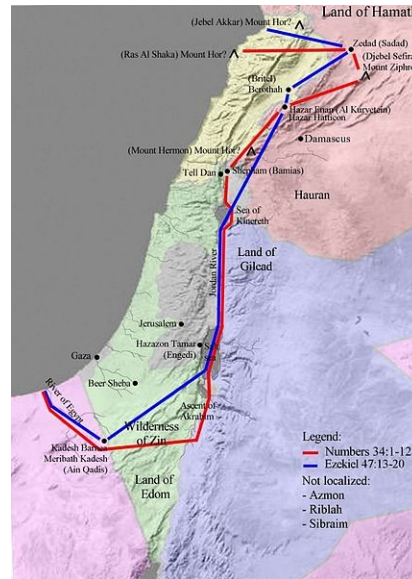 Land of Hamath
(Jebel Akkar) Mount Hor?
Zedad (Sadad)
(Ras Al Shaka) Mount Hor?
(Djebel Sefira)
Mount Ziphron
(Britel)
Berothah
Hazar Enan (Al Kuryetein)
Hazar Hatticon
Damascus
(Mount Hermon) Mount Hor?
Shepham (Bamias)
Tell Dan
Hauran
Sea of
Kinereth
Jordan River
Land of
Gilead
Jerusalem
Hazazon Tamar
(Engedi)
Gaza
Beer Sheba
River of Egypt
Ascent of
Akrabim
Wilderness
of Zin
Kadesh Barnea
Meribath Kadesh
(Ain Qadis)
Land of
Edom
Legend:
Numbers 34:1-12
Ezekiel 47:13-20
Not localized:
- Azmon
- Riblah
- Sibraim